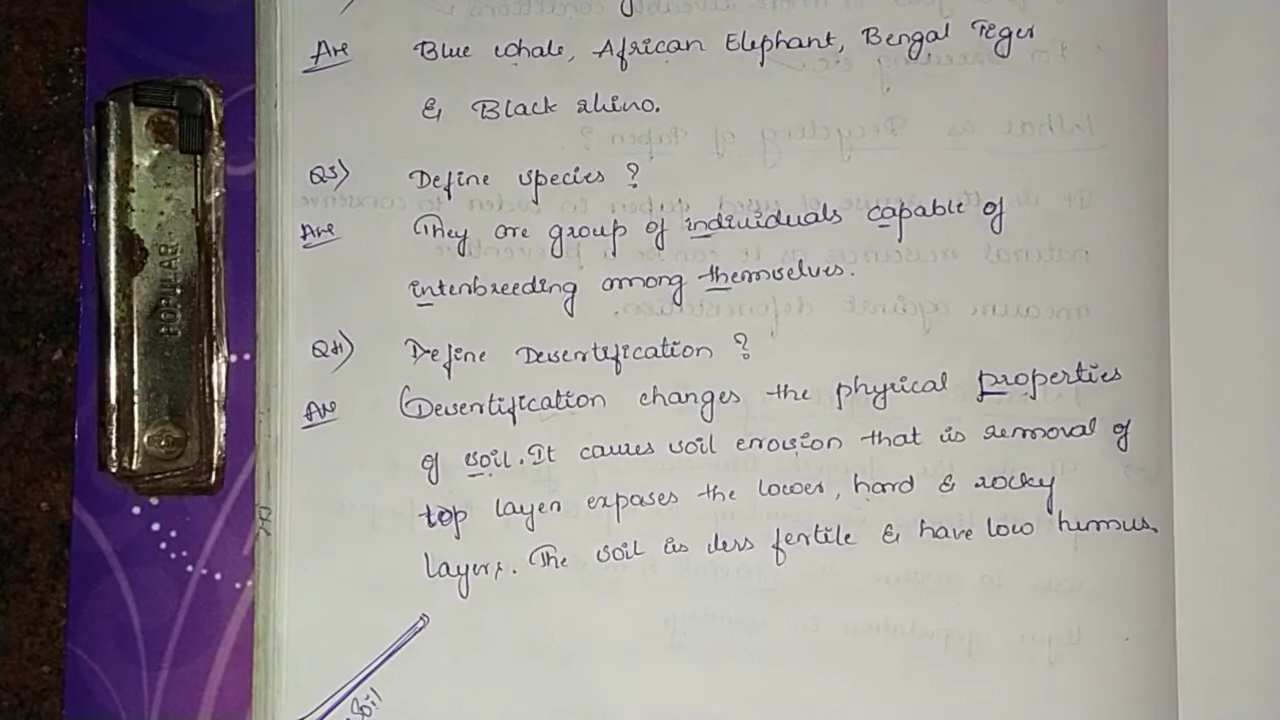 Ans Blue whale, African Elephant, Bengal Tiger
& Black rhino.
Q3) Define species ?
Ans They are group of individuals capable of
interbreeding among themselves.
Q4) Define Desertification ?
Ans Desertification changes the physical properties
of soil. It causes soil erosion that is removal of
top layer exposes the lower, hard & rocky
layers. The soil is less fertile & have low humus.
Soil
POPULAR